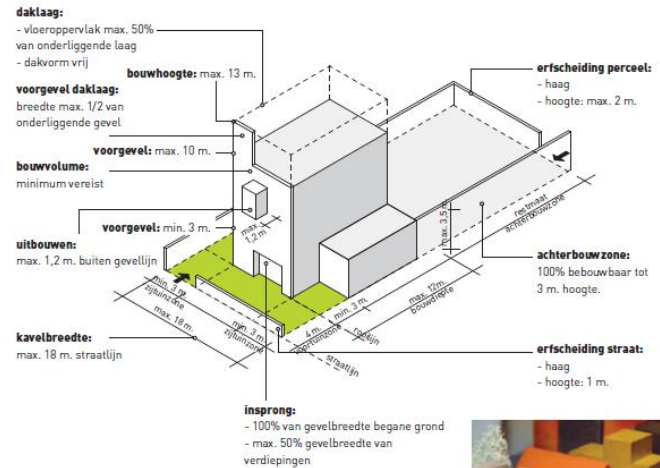 daklaag:
- vloeroppervlak max. 50%
van onderliggende laag
- dakvorm vrij
bouwhoogte: max. 13 m.
voorgevel daklaag:
breedte max. 1/2 van
onderliggende gevel
voorgevel: max. 10 m.
bouwvolume:
minimum vereist
voorgevel: min. 3 m.
uitbouwen:
max. 1,2 m. buiten gevellijn
max.
1,2 m
erfscheiding perceel:
- haag
- hoogte: max. 2 m.
restmaat
achterbouwzone
max. 3,5 m.
achterbouwzone:
100% bebouwbaar tot
3 m. hoogte.
max. 12m.
bouwdiepte
min. 3 m.
min. 3 m.
zijtuinzone
max. 18 m.
min. 3 m.
zijtuinzone
4 m.
voortuinzone
rooilijn
straatlijn
kavelbreedte:
max. 18 m. straatlijn
erfscheiding straat:
- haag
- hoogte: 1 m.
insprong:
- 100% van gevelbreedte begane grond
- max. 50% gevelbreedte van
verdiepingen